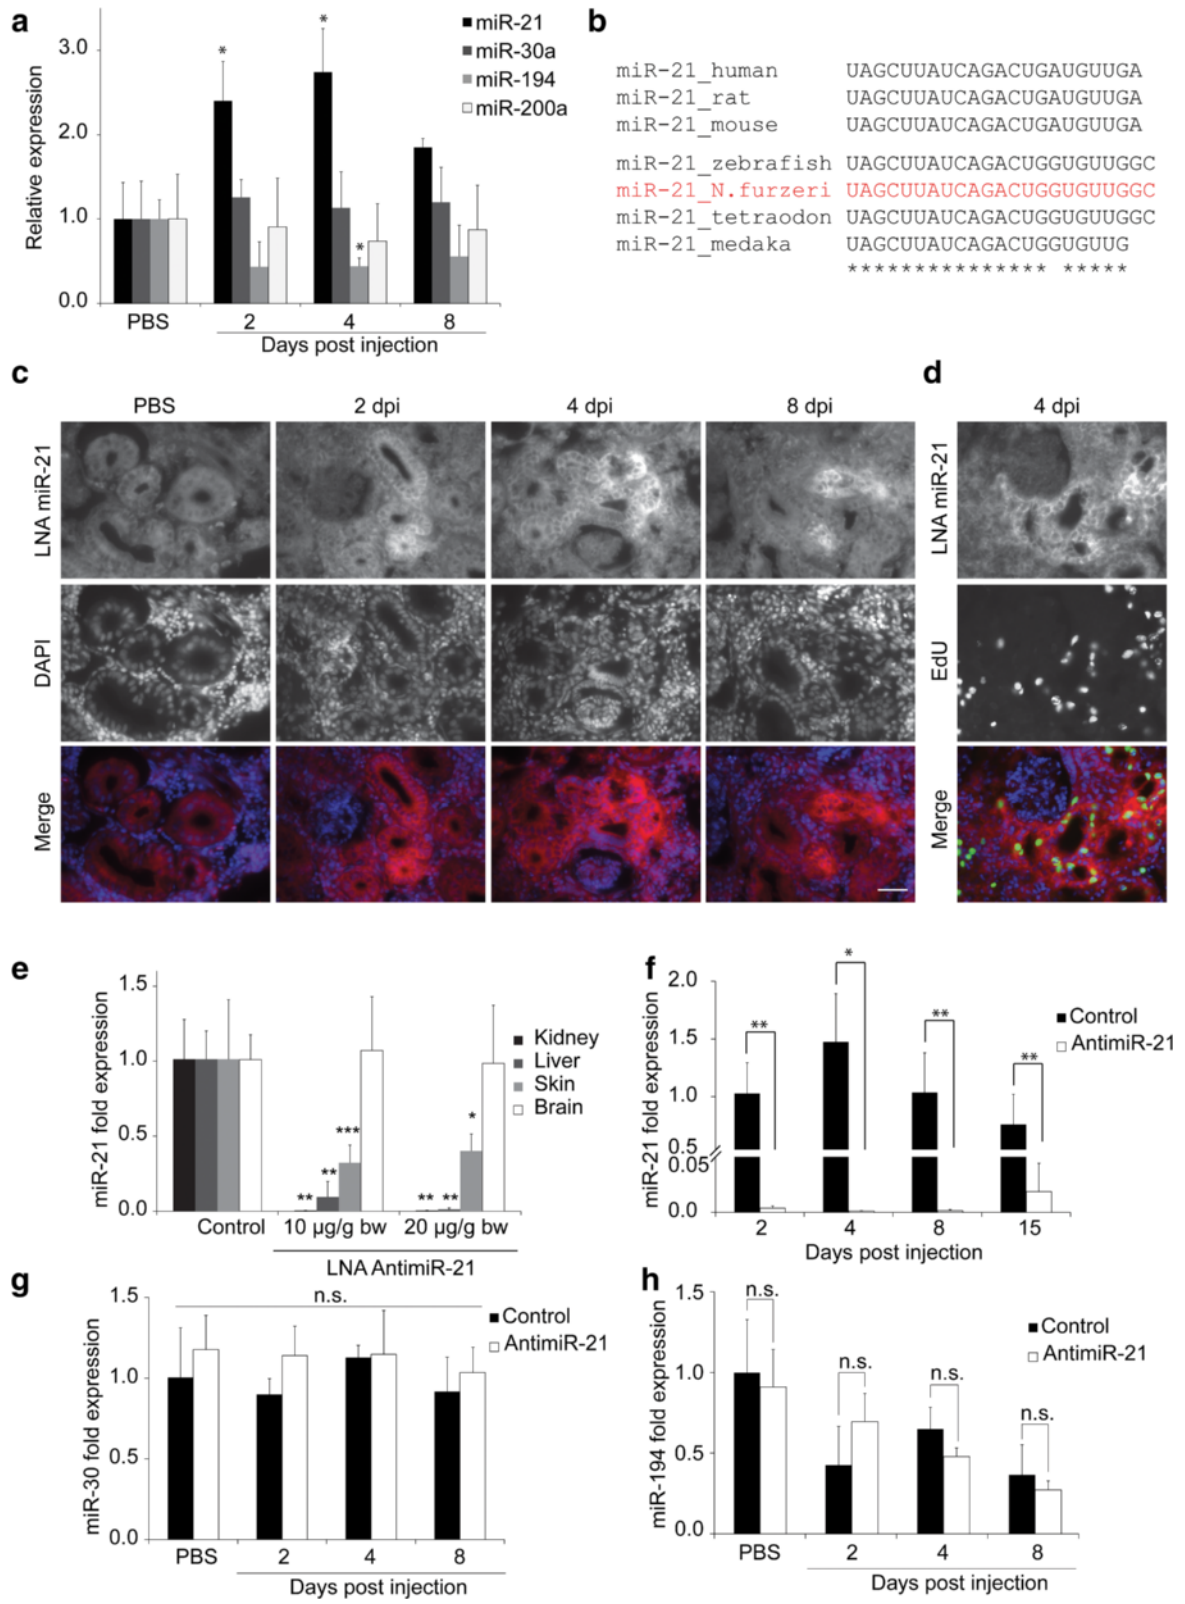 a
Relative expression
3.0
2.0
1.0
0.0
* *
*
miR-21
miR-30a
miR-194
miR-200a
PBS 2 4 8
Days post injection
b
miR-21_human UAGCUUAUCAGACUGAUGUUGA
miR-21_rat UAGCUUAUCAGACUGAUGUUGA
miR-21_mouse UAGCUUAUCAGACUGAUGUUGA
miR-21_zebrafish UAGCUUAUCAGACUGGUGUUGGC
miR-21_N.furzeri UAGCUUAUCAGACUGGUGUUGGC
miR-21_tetraodon UAGCUUAUCAGACUGGUGUUGGC
miR-21_medaka UAGCUUAUCAGACUGGUGUUG
*************** *****
c
PBS 2 dpi 4 dpi 8 dpi
LNA miR-21
DAPI
Merge
d
4 dpi
LNA miR-21
EdU
Merge
e
miR-21 fold expression
1.5
1.0
0.5
0
** ** ***
** ** *
Kidney
Liver
Skin
Brain
Control 10 µg/g bw 20 µg/g bw
LNA AntimiR-21
f
miR-21 fold expression
2.0
1.5
1.0
0.5
0.05
0.0
** * ** **
Control
AntimiR-21
2 4 8 15
Days post injection
g
miR-30 fold expression
1.5
1.0
0.5
0.0
n.s.
Control
AntimiR-21
PBS 2 4 8
Days post injection
h
miR-194 fold expression
1.5
1.0
0.5
0.0
n.s. n.s. n.s. n.s.
Control
AntimiR-21
PBS 2 4 8
Days post injection